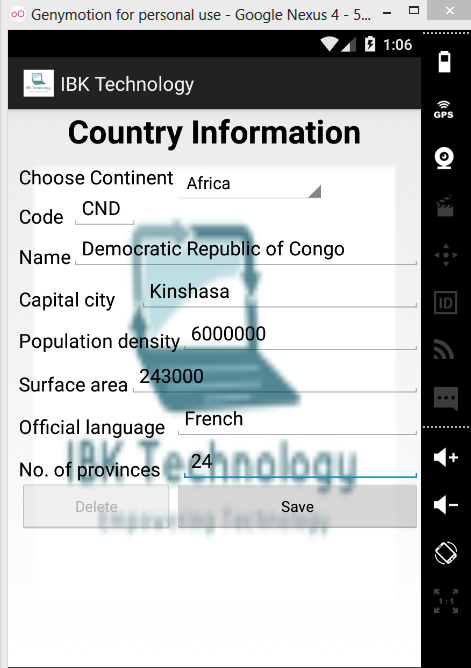 Genymotion for personal use - Google Nexus 4 - 5...
1:06
IBK Technology
Country Information
Choose Continent Africa
Code CND
Name Democratic Republic of Congo
Capital city Kinshasa
Population density 6000000
Surface area 243000
Official language French
No. of provinces 24
IBK Technology
Delete Save
Empowering Technology
GPS
ID
1:1